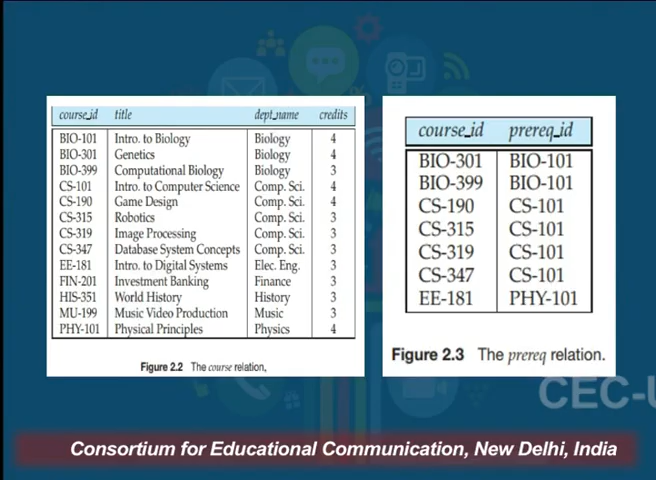 course_id title dept_name credits
BIO-101 Intro. to Biology Biology 4
BIO-301 Genetics Biology 4
BIO-399 Computational Biology Biology 3
CS-101 Intro. to Computer Science Comp. Sci. 4
CS-190 Game Design Comp. Sci. 4
CS-315 Robotics Comp. Sci. 3
CS-319 Image Processing Comp. Sci. 3
CS-347 Database System Concepts Comp. Sci. 3
EE-181 Intro. to Digital Systems Elec. Eng. 3
FIN-201 Investment Banking Finance 3
HIS-351 World History History 3
MU-199 Music Video Production Music 3
PHY-101 Physical Principles Physics 4
Figure 2.2 The course relation,
course_id prereq_id
BIO-301 BIO-101
BIO-399 BIO-101
CS-190 CS-101
CS-315 CS-101
CS-319 CS-101
CS-347 CS-101
EE-181 PHY-101
Figure 2.3 The prereq relation.
CEC-U
Consortium for Educational Communication, New Delhi, India